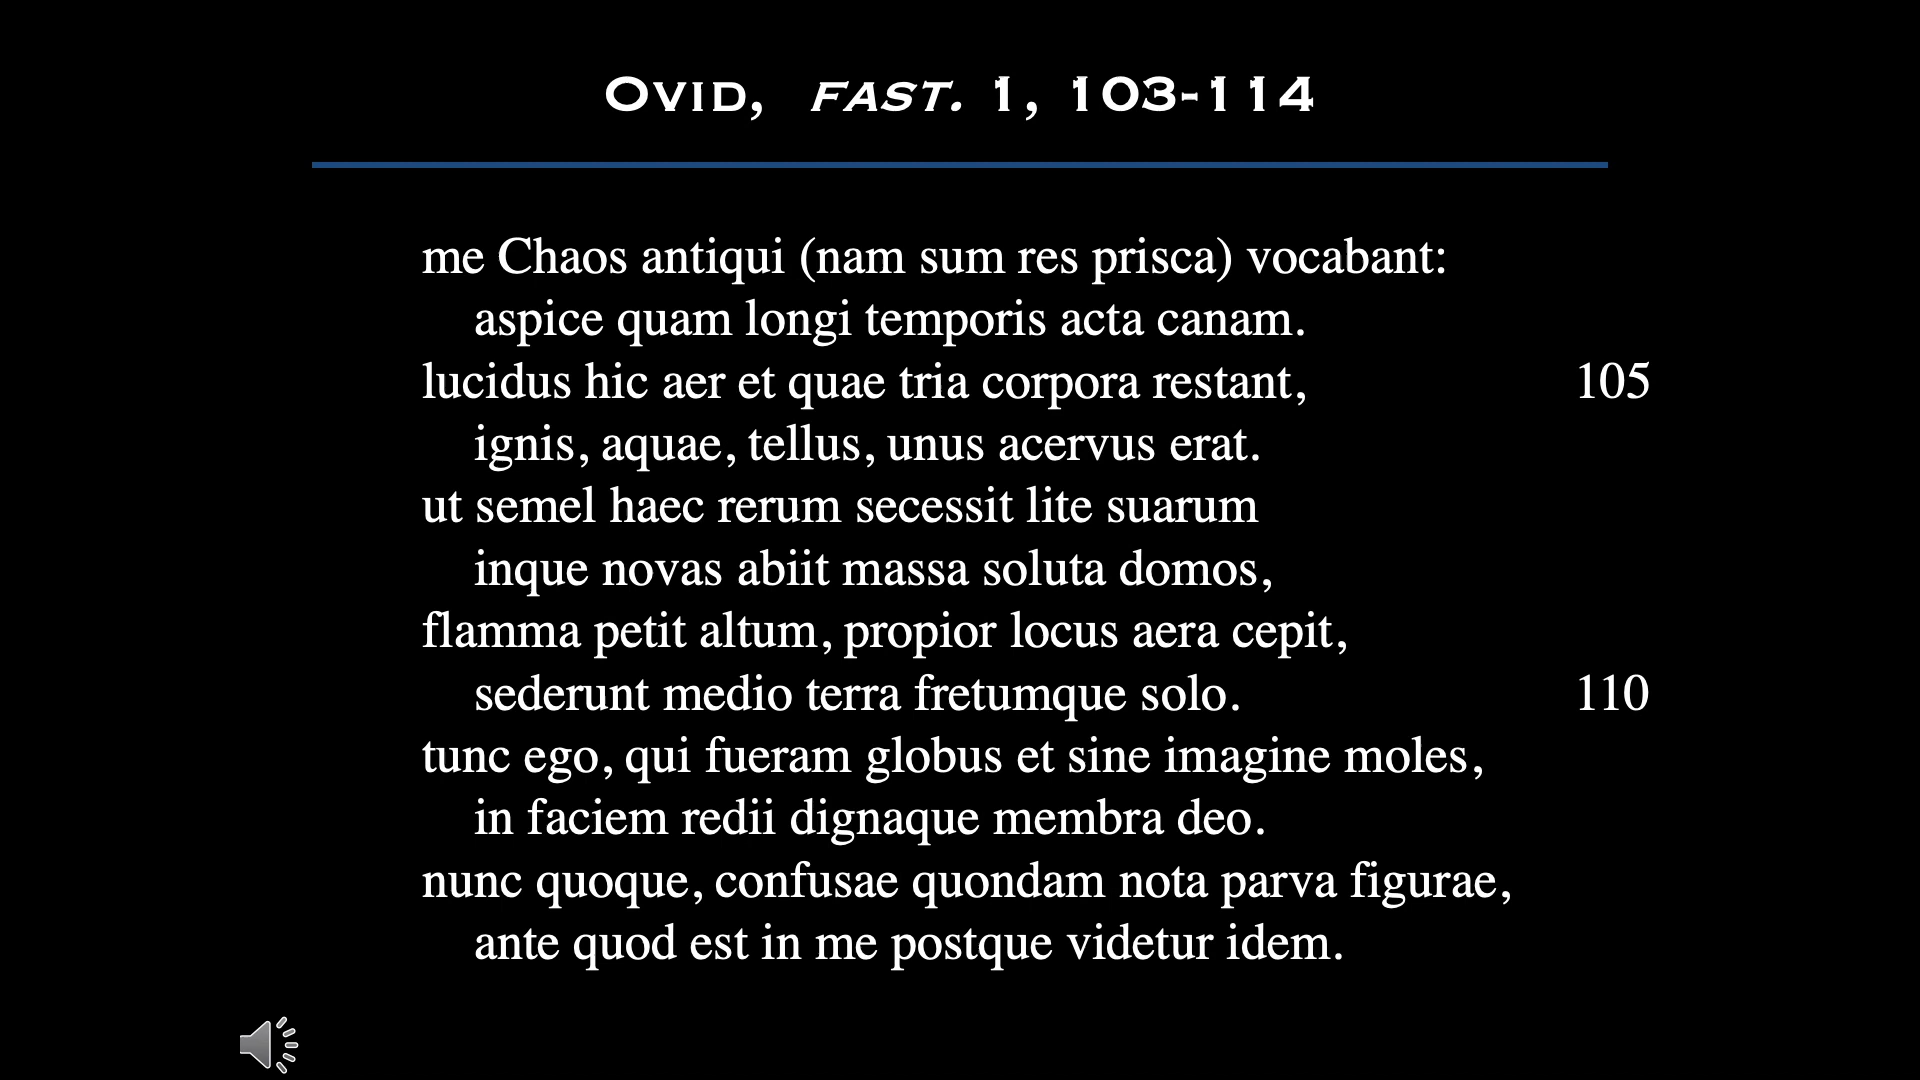 Ovid, fast. 1, 103-114
me Chaos antiqui (nam sum res prisca) vocabant:
aspice quam longi temporis acta canam.
lucidus hic aer et quae tria corpora restant, 105
ignis, aquae, tellus, unus acervus erat.
ut semel haec rerum secessit lite suarum
inque novas abiit massa soluta domos,
flamma petit altum, propior locus aera cepit,
sederunt medio terra fretumque solo. 110
tunc ego, qui fueram globus et sine imagine moles,
in faciem redii dignaque membra deo.
nunc quoque, confusae quondam nota parva figurae,
ante quod est in me postque videtur idem.